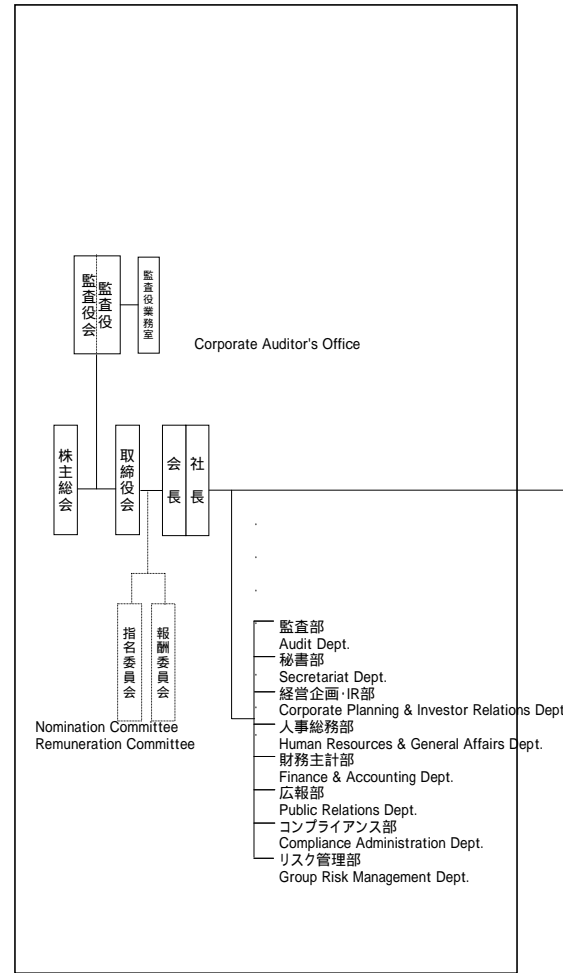 監査役会
監査役
監査役業務室
Corporate Auditor's Office
株主総会
取締役会
会長
社長
指名委員会
報酬委員会
Nomination Committee
Remuneration Committee
監査部
Audit Dept.
秘書部
Secretariat Dept.
経営企画･IR部
Corporate Planning & Investor Relations Dept
人事総務部
Human Resources & General Affairs Dept.
財務主計部
Finance & Accounting Dept.
広報部
Public Relations Dept.
コンプライアンス部
Compliance Administration Dept.
リスク管理部
Group Risk Management Dept.